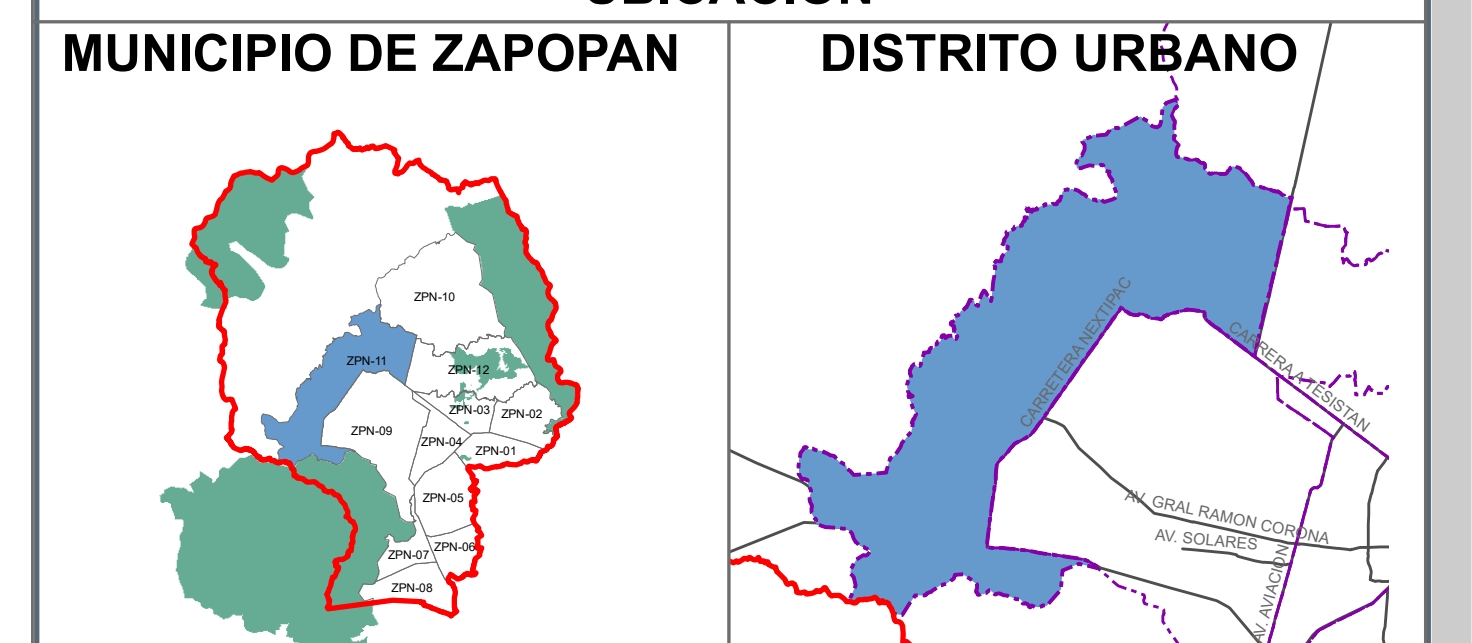 UBICACIÓN
MUNICIPIO DE ZAPOPAN
DISTRITO URBANO
ZPN-10
ZPN-11
ZPN-12
ZPN-03
ZPN-02
ZPN-09
ZPN-04
ZPN-01
ZPN-05
ZPN-06
ZPN-07
ZPN-08
CARRETERA NEXTIPAC
CARRERA A TESISTAN
AV. GRAL RAMON CORONA
AV. SOLARES
AV. AVIACION